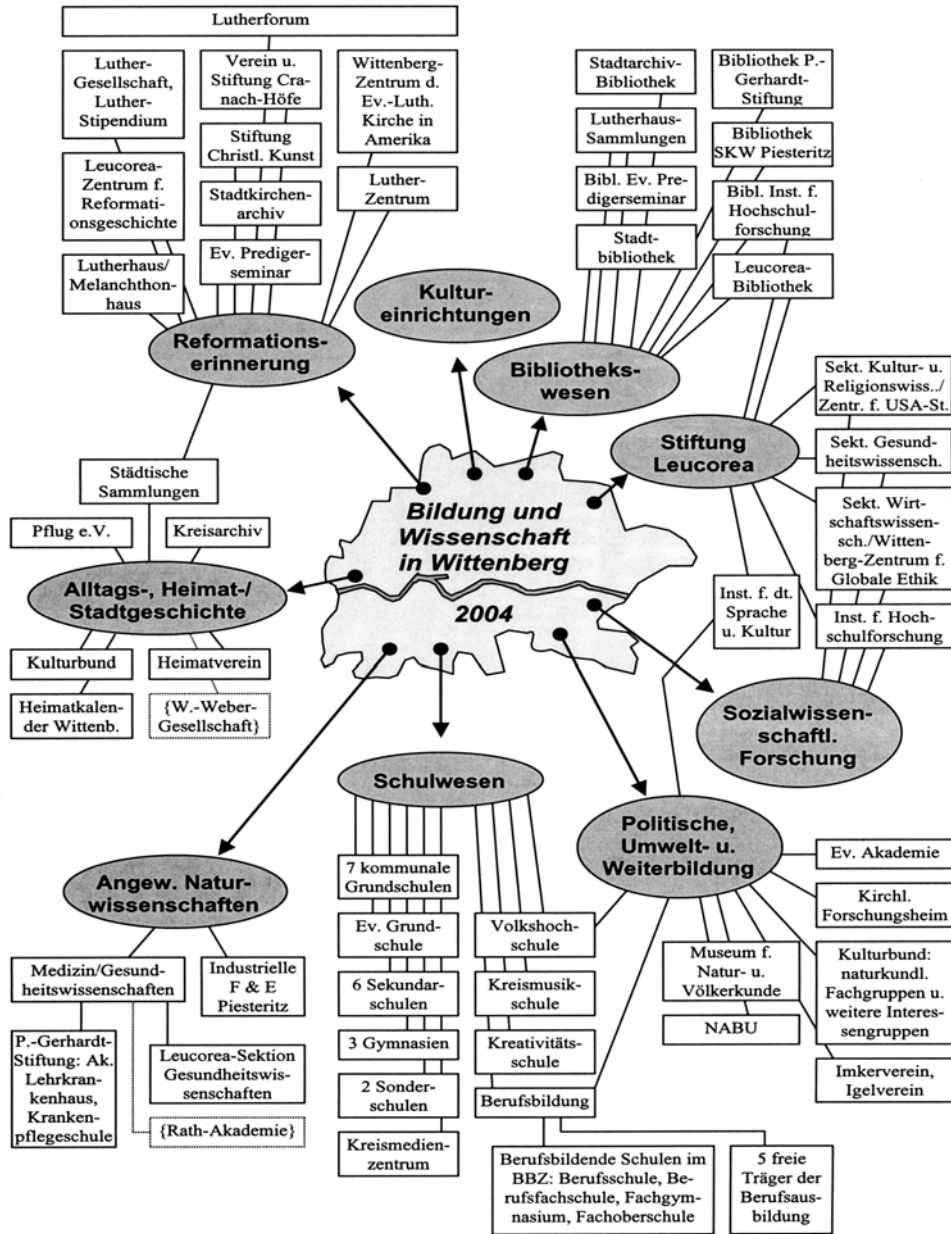 Lutherforum
Luther-
Gesellschaft,
Luther-
Stipendium
Verein u.
Stiftung Cra-
nach-Höfe
Wittenberg-
Zentrum d.
Ev.-Luth.
Kirche in
Amerika
Stiftung
Christl. Kunst
Leucorea-
Zentrum f.
Reformati-
onsgeschichte
Stadtkirchen-
archiv
Luther-
Zentrum
Lutherhaus/
Melanchthon-
haus
Ev. Prediger-
seminar
Reformations-
erinnerung
Kultur-
einrichtungen
Stadtarchiv-
Bibliothek
Bibliothek P.-
Gerhardt-
Stiftung
Lutherhaus-
Sammlungen
Bibliothek
SKW Piesteritz
Bibl. Ev. Pre-
digerseminar
Bibl. Inst. f.
Hochschul-
forschung
Stadt-
bibliothek
Leucorea-
Bibliothek
Bibliotheks-
wesen
Stiftung
Leucorea
Sekt. Kultur- u.
Religionswiss../
Zentr. f. USA-St.
Sekt. Gesund-
heitswissensch.
Sekt. Wirt-
schaftswissen-
sch./Witten-
berg-Zentrum f.
Globale Ethik
Inst. f. dt.
Sprache
u. Kultur
Inst. f. Hoch-
schulforschung
Sozialwissen-
schaftl.
Forschung
Bildung und
Wissenschaft
in Wittenberg
2004
Städtische
Sammlungen
Pflug e.V.
Kreisarchiv
Alltags-, Heimat-/
Stadtgeschichte
Kulturbund
Heimatverein
Heimatkalen-
der Wittenb.
{W.-Weber-
Gesellschaft}
Schulwesen
7 kommunale
Grundschulen
Ev. Grund-
schule
6 Sekundar-
schulen
3 Gymnasien
2 Sonder-
schulen
Kreismedien-
zentrum
Volkshoch-
schule
Kreismusik-
schule
Kreativitäts-
schule
Berufsbildung
Berufsbildende Schulen im
BBZ: Berufsschule, Be-
rufsfachschule, Fachgym-
nasium, Fachoberschule
5 freie
Träger der
Berufsaus-
bildung
Politische,
Umwelt- u.
Weiterbildung
Ev. Akademie
Kirchl.
Forschungsheim
Museum f.
Natur- u.
Völkerkunde
NABU
Kulturbund:
naturkundl.
Fachgruppen u.
weitere Interes-
sengruppen
Imkerverein,
Igelverein
Angew. Natur-
wissenschaften
Medizin/Gesund-
heitswissenschaften
Industrielle
F & E
Piesteritz
P.-Gerhardt-
Stiftung: Ak.
Lehrkran-
kenhaus,
Kranken-
pflegeschule
Leucorea-Sektion
Gesundheitswis-
senschaften
{Rath-Akademie}